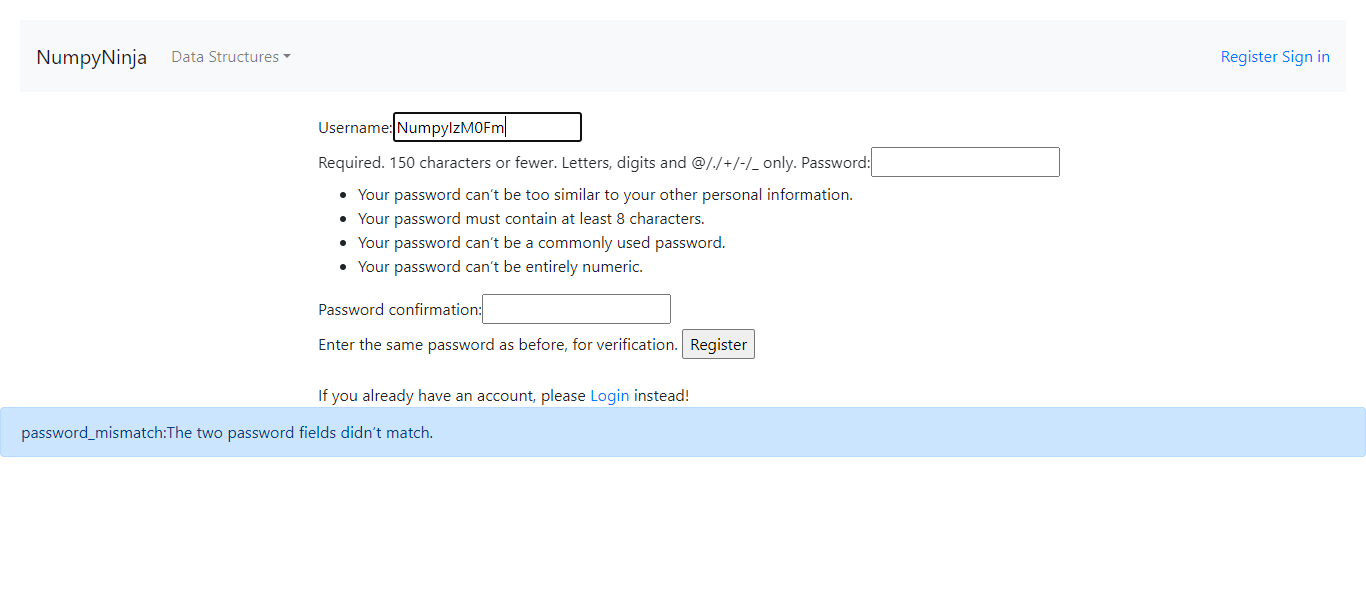 NumpyNinja Data Structures Register Sign in
Username: NumpyIzM0Fm
Required. 150 characters or fewer. Letters, digits and @/./+/-/_ only. Password:
Your password can’t be too similar to your other personal information.
Your password must contain at least 8 characters.
Your password can’t be a commonly used password.
Your password can’t be entirely numeric.
Password confirmation:
Enter the same password as before, for verification. Register
If you already have an account, please Login instead!
password_mismatch:The two password fields didn’t match.